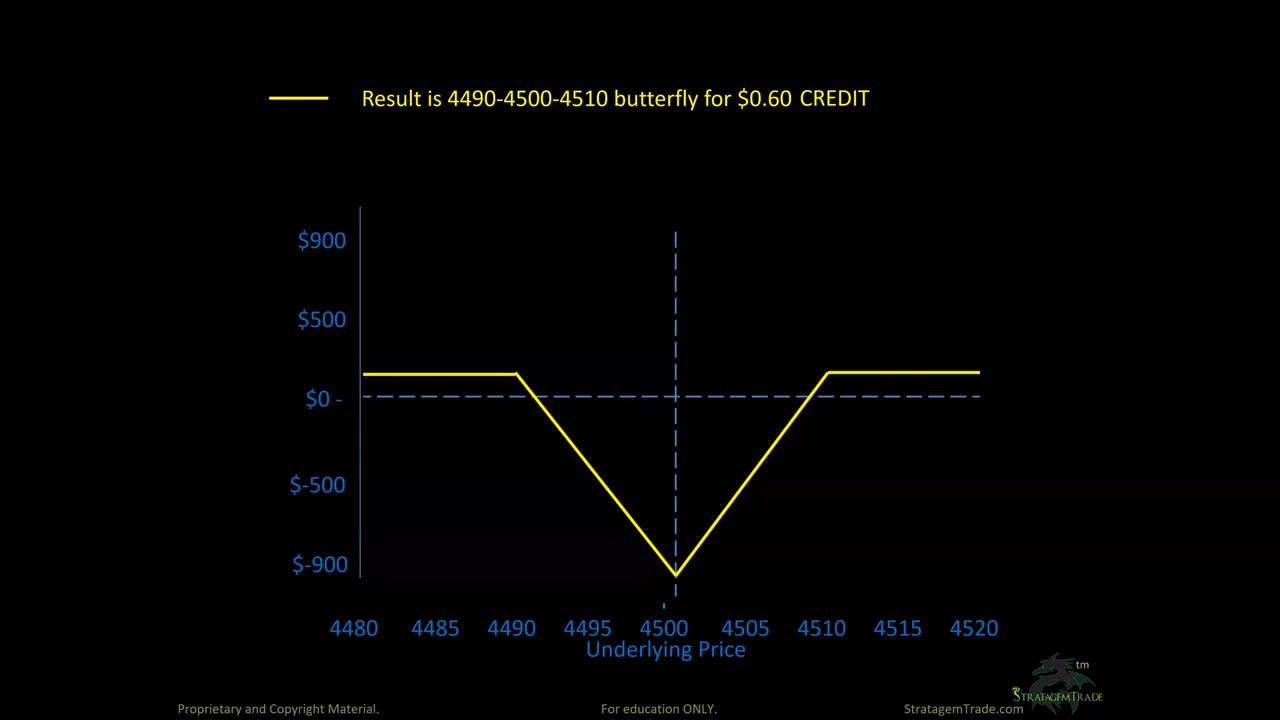 Result is 4490-4500-4510 butterfly for $0.60 CREDIT
$900
$500
$0 -
$-500
$-900
4480 4485 4490 4495 4500 4505 4510 4515 4520
Underlying Price
tm
STRATAGEMTRADE
Proprietary and Copyright Material. For education ONLY. StratagemTrade.com